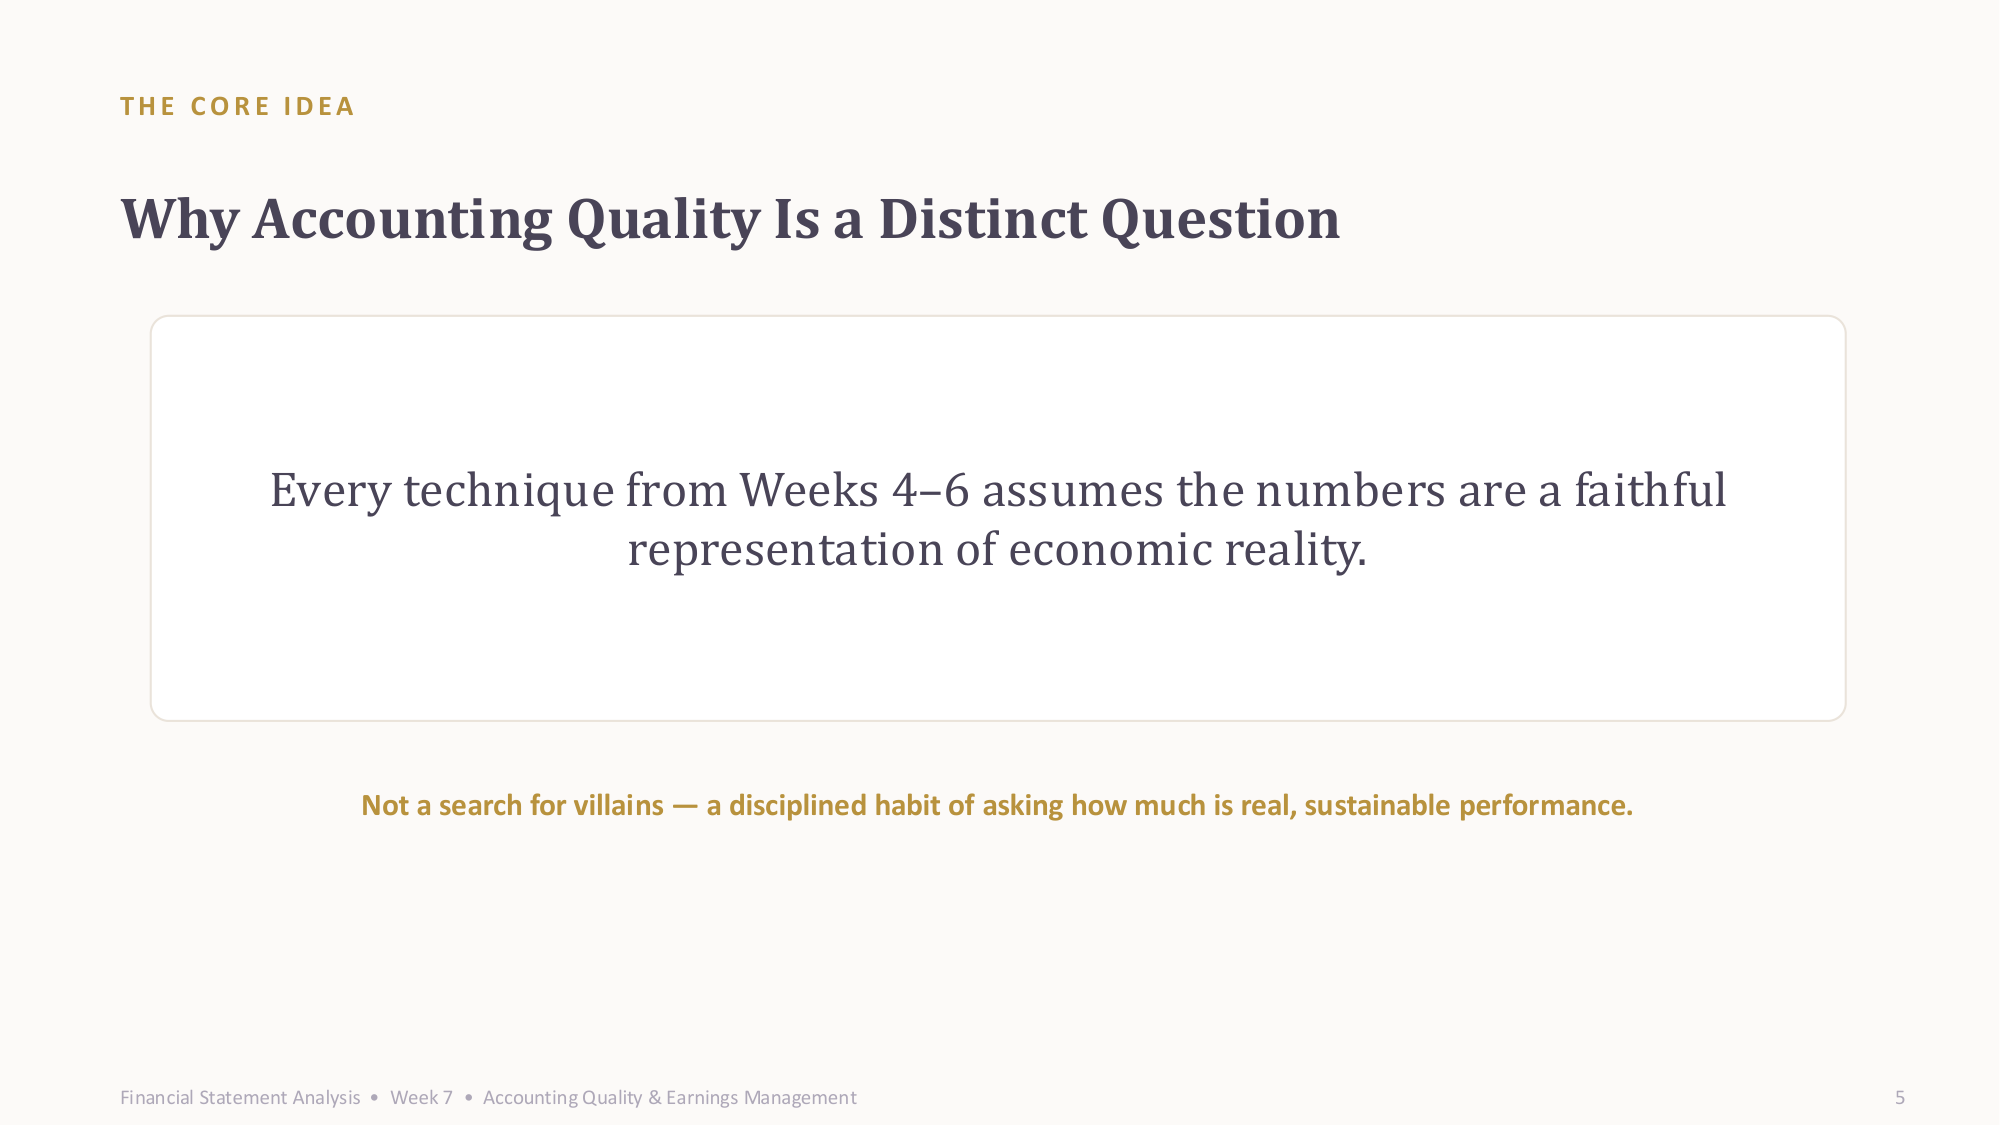 THE CORE IDEA
Why Accounting Quality Is a Distinct Question
Every technique from Weeks 4–6 assumes the numbers are a faithful
representation of economic reality.
Not a search for villains — a disciplined habit of asking how much is real, sustainable performance.
Financial Statement Analysis • Week 7 • Accounting Quality & Earnings Management
5